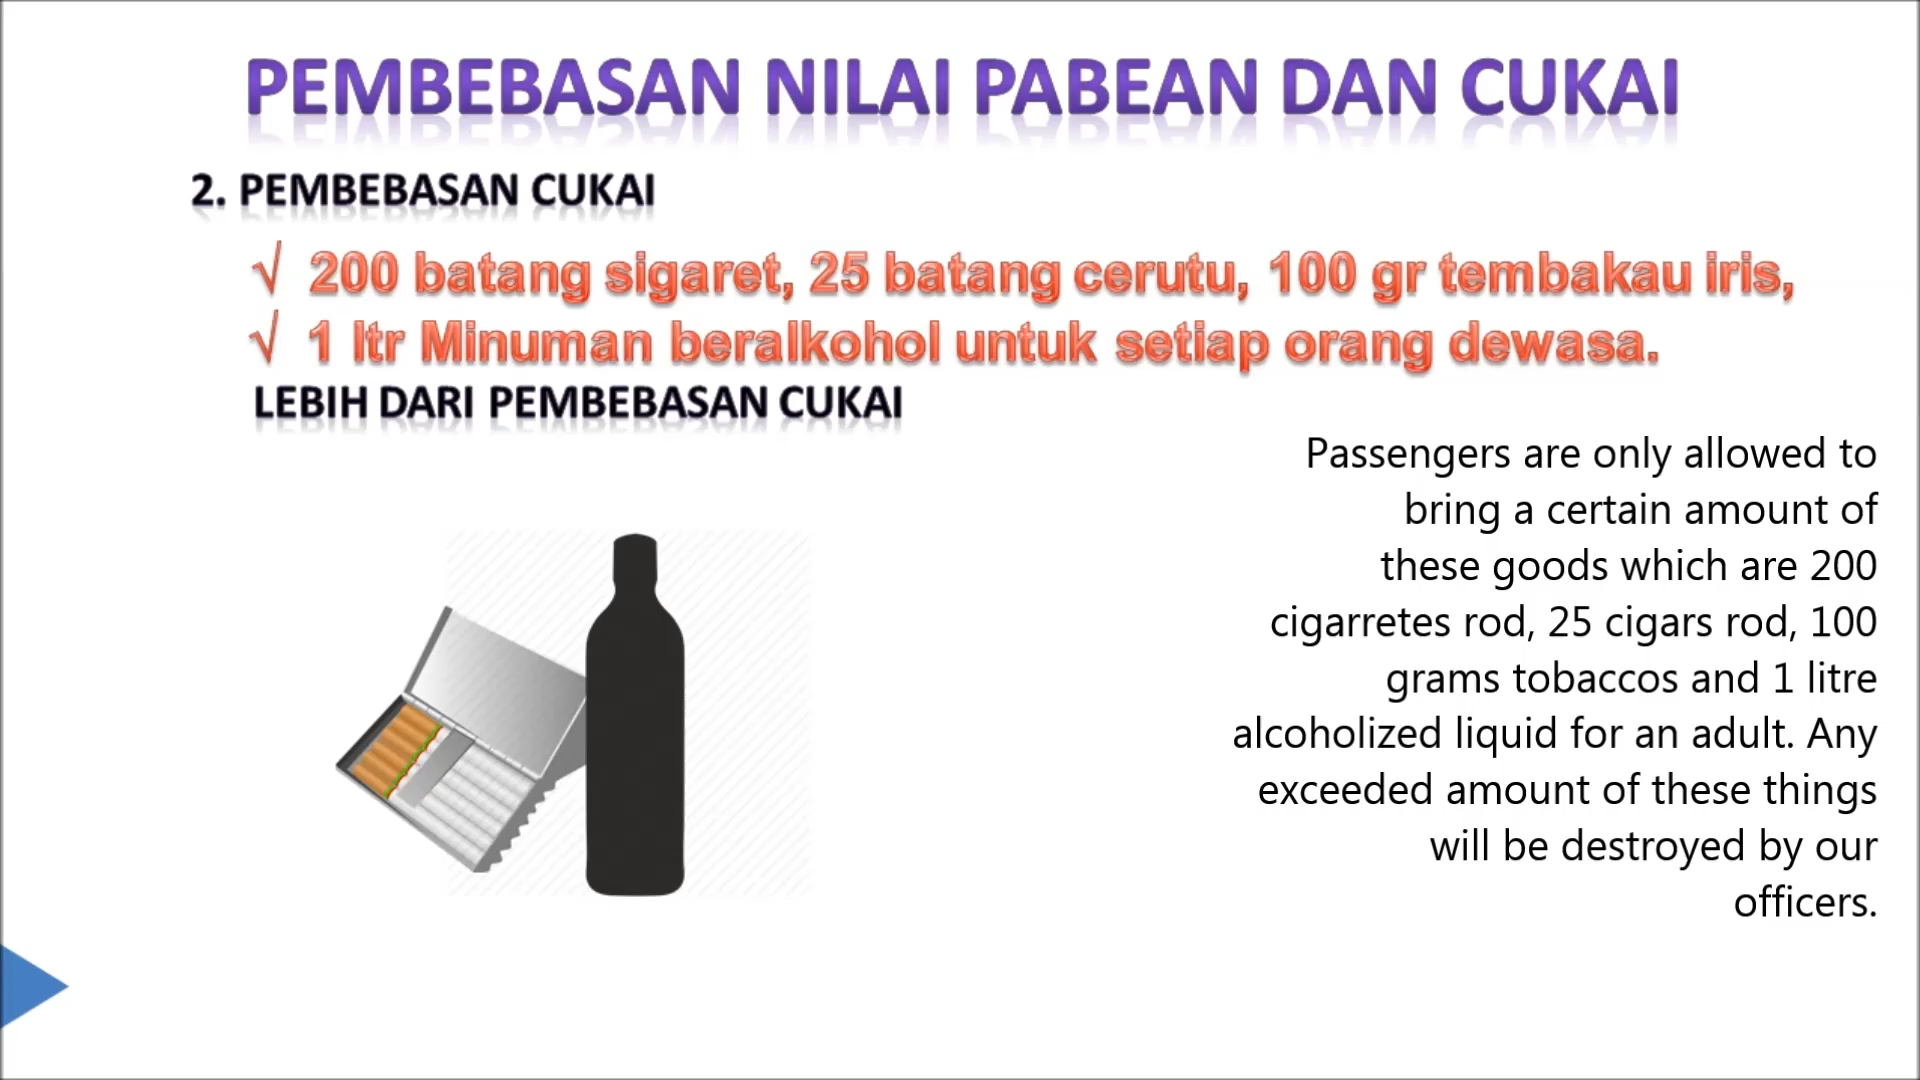 PEMBEBASAN NILAI PABEAN DAN CUKAI
2. PEMBEBASAN CUKAI
√ 200 batang sigaret, 25 batang cerutu, 100 gr tembakau iris,
√ 1 ltr Minuman beralkohol untuk setiap orang dewasa.
LEBIH DARI PEMBEBASAN CUKAI
Passengers are only allowed to
bring a certain amount of
these goods which are 200
cigarretes rod, 25 cigars rod, 100
grams tobaccos and 1 litre
alcoholized liquid for an adult. Any
exceeded amount of these things
will be destroyed by our
officers.